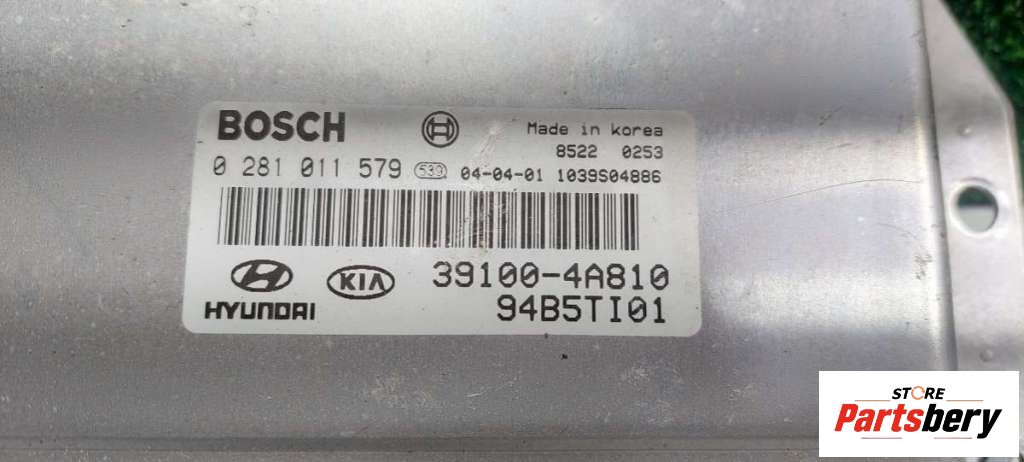 BOSCH
Made in korea
8522 0253
0 281 011 579 539 04-04-01 1039S04886
HYUNDAI
KIA
39100-4A810
94B5TI01
STORE
Partsbery